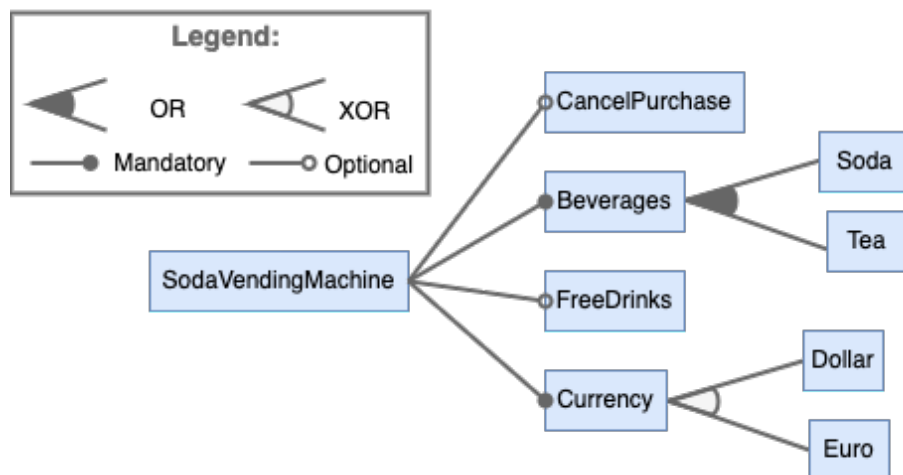 Legend:
OR
XOR
Mandatory
Optional
CancelPurchase
Beverages
Soda
Tea
SodaVendingMachine
FreeDrinks
Currency
Dollar
Euro